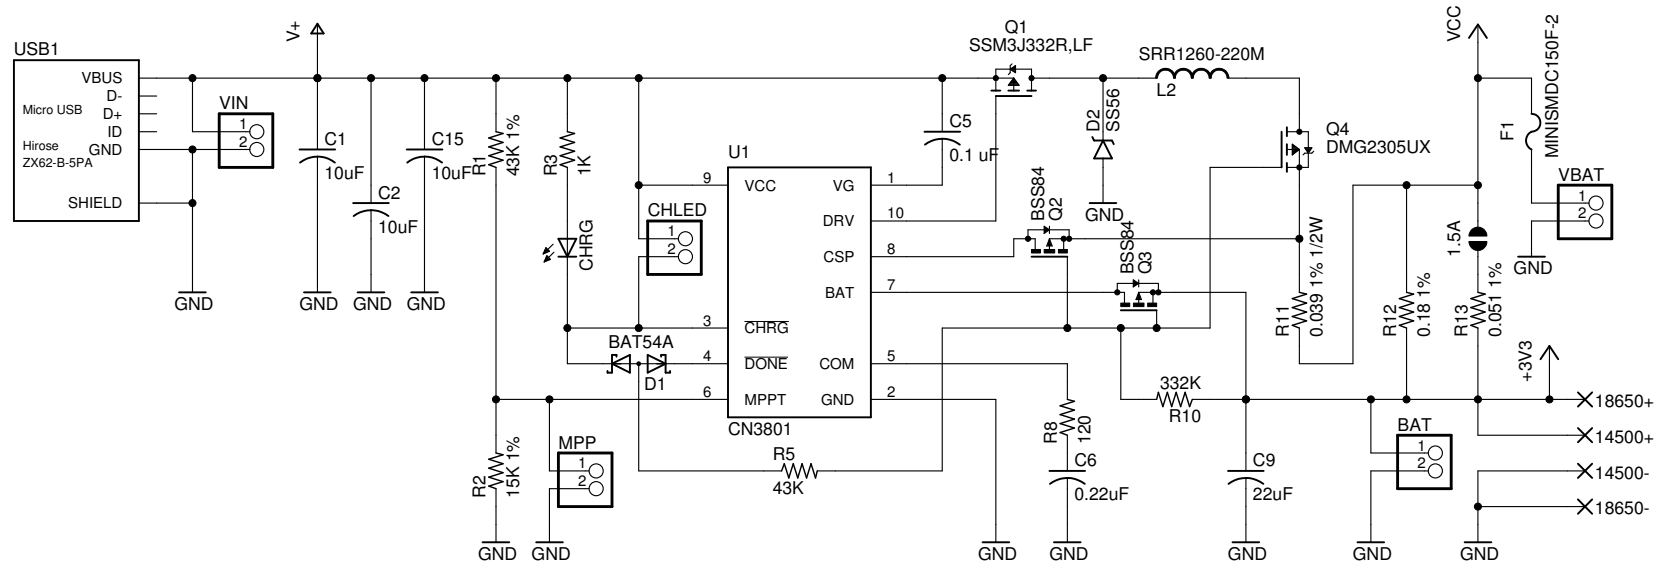 USB1
VBUS
D-
D+
ID
GND
SHIELD
Micro USB
Hirose
ZX62-B-5PA
GND
VIN
1
2
V+
C1
10uF
GND
C2
10uF
GND
C15
10uF
GND
R1
43K 1%
R2
15K 1%
GND
R3
1K
CHRG
CHLED
1
2
BAT54A
D1
MPP
1
2
GND
R5
43K
U1
CN3801
9
VCC
3
CHRG
4
DONE
6
MPPT
VG
1
DRV
10
CSP
8
BAT
7
COM
5
GND
2
GND
C5
0.1 uF
Q1
SSM3J332R,LF
D2
SS56
GND
SRR1260-220M
L2
BSS84
Q2
BSS84
Q3
Q4
DMG2305UX
R8
120
C6
0.22uF
GND
332K
R10
C9
22uF
GND
R11
0.039 1% 1/2W
R12
0.18 1%
R13
0.051 1%
1.5A
VCC
F1
MINISMDC150F-2
VBAT
1
2
GND
+3V3
BAT
1
2
GND
18650+
14500+
14500-
18650-
GND